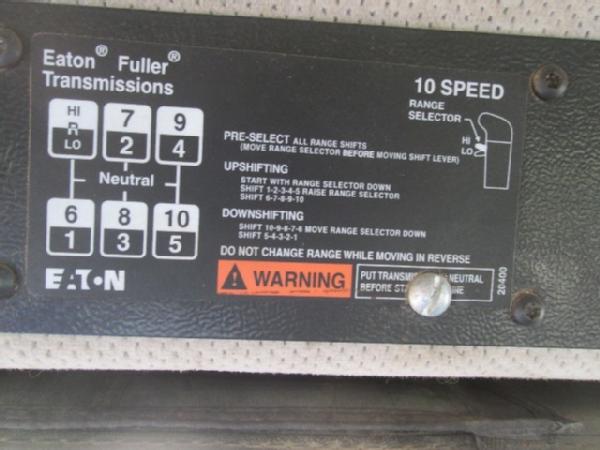 Eaton® Fuller®
Transmissions
10 SPEED
RANGE
SELECTOR
HI
LO
HI
R
LO
7
2
9
4
Neutral
6
1
8
3
10
5
PRE-SELECT ALL RANGE SHIFTS
(MOVE RANGE SELECTOR BEFORE MOVING SHIFT LEVER)
UPSHIFTING
START WITH RANGE SELECTOR DOWN
SHIFT 1-2-3-4-5 RAISE RANGE SELECTOR
SHIFT 6-7-8-9-10
DOWNSHIFTING
SHIFT 10-9-8-7-6 MOVE RANGE SELECTOR DOWN
SHIFT 5-4-3-2-1
DO NOT CHANGE RANGE WHILE MOVING IN REVERSE
EATON
WARNING
PUT NEUTRAL
BEFORE
20400